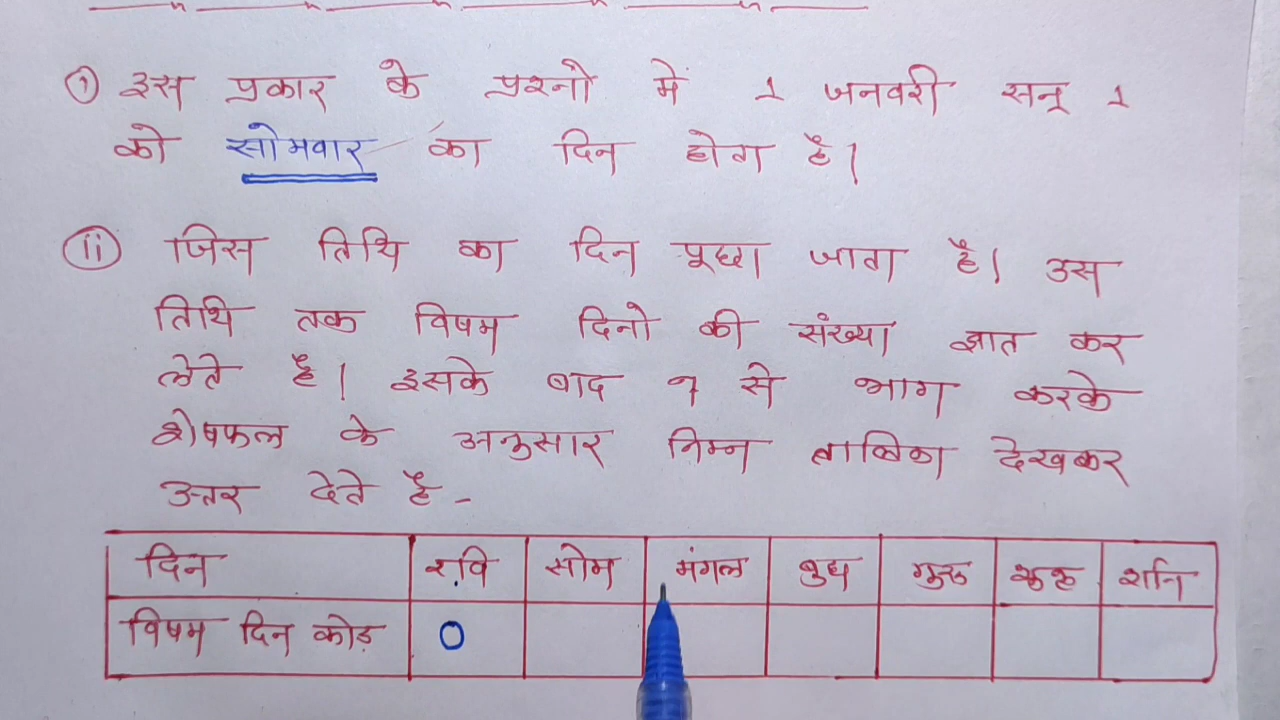 ① इस प्रकार के प्रश्नो में 1 जनवरी सन् 1
को सोमवार का दिन होता है।
ii जिस तिथि का दिन पूछा जाता है। उस
तिथि तक विषम दिनो की संख्या ज्ञात कर
लेते है। इसके बाद 7 से भाग करके
शेषफल के अनुसार निम्न तालिका देखकर
उत्तर देते है -
दिन रवि सोम मंगल बुध गुरु शुक्र शनि
विषम दिन कोड़ 0